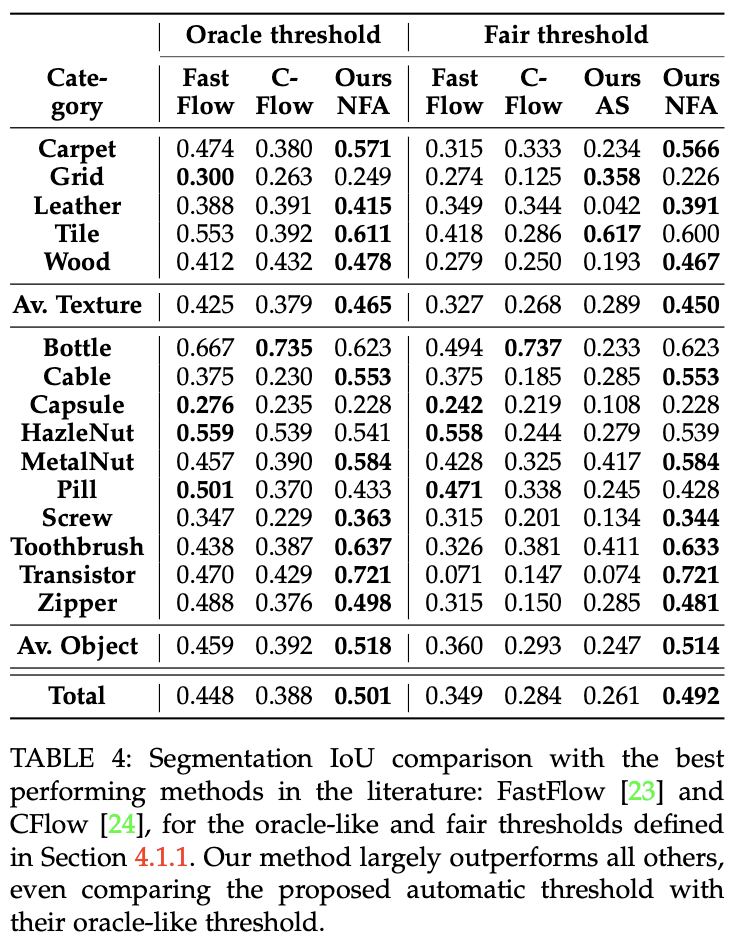 Oracle threshold Fair threshold
Cate- Fast C- Ours Fast C- Ours Ours
gory Flow Flow NFA Flow Flow AS NFA
Carpet 0.474 0.380 0.571 0.315 0.333 0.234 0.566
Grid 0.300 0.263 0.249 0.274 0.125 0.358 0.226
Leather 0.388 0.391 0.415 0.349 0.344 0.042 0.391
Tile 0.553 0.392 0.611 0.418 0.286 0.617 0.600
Wood 0.412 0.432 0.478 0.279 0.250 0.193 0.467
Av. Texture 0.425 0.379 0.465 0.327 0.268 0.289 0.450
Bottle 0.667 0.735 0.623 0.494 0.737 0.233 0.623
Cable 0.375 0.230 0.553 0.375 0.185 0.285 0.553
Capsule 0.276 0.235 0.228 0.242 0.219 0.108 0.228
HazleNut 0.559 0.539 0.541 0.558 0.244 0.279 0.539
MetalNut 0.457 0.390 0.584 0.428 0.325 0.417 0.584
Pill 0.501 0.370 0.433 0.471 0.338 0.245 0.428
Screw 0.347 0.229 0.363 0.315 0.201 0.134 0.344
Toothbrush 0.438 0.387 0.637 0.326 0.381 0.411 0.633
Transistor 0.470 0.429 0.721 0.071 0.147 0.074 0.721
Zipper 0.488 0.376 0.498 0.315 0.150 0.285 0.481
Av. Object 0.459 0.392 0.518 0.360 0.293 0.247 0.514
Total 0.448 0.388 0.501 0.349 0.284 0.261 0.492
TABLE 4: Segmentation IoU comparison with the best
performing methods in the literature: FastFlow [23] and
CFlow [24], for the oracle-like and fair thresholds defined
in Section 4.1.1. Our method largely outperforms all others,
even comparing the proposed automatic threshold with
their oracle-like threshold.